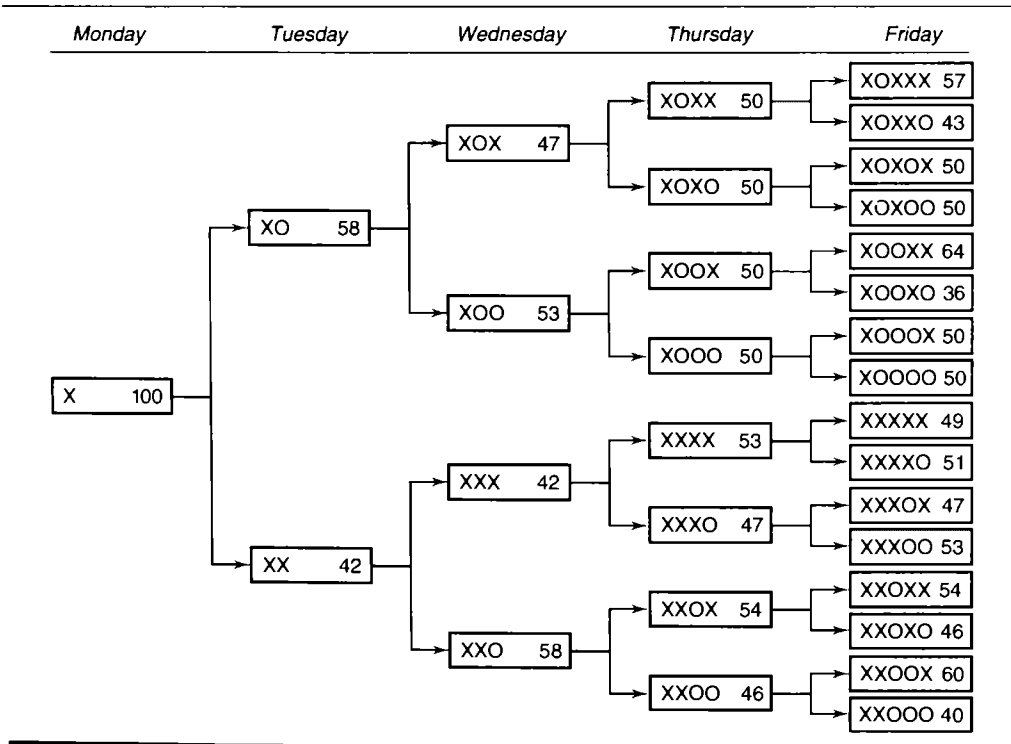 Monday Tuesday Wednesday Thursday Friday
X 100
XO 58
XX 42
XOX 47
XOO 53
XXX 42
XXO 58
XOXX 50
XOXO 50
XOOX 50
XOOO 50
XXXX 53
XXXO 47
XXOX 54
XXOO 46
XOXXX 57
XOXXO 43
XOXOX 50
XOXOO 50
XOOXX 64
XOOXO 36
XOOOX 50
XOOOO 50
XXXXX 49
XXXXO 51
XXXOX 47
XXXOO 53
XXOXX 54
XXOXO 46
XXOOX 60
XXOOO 40